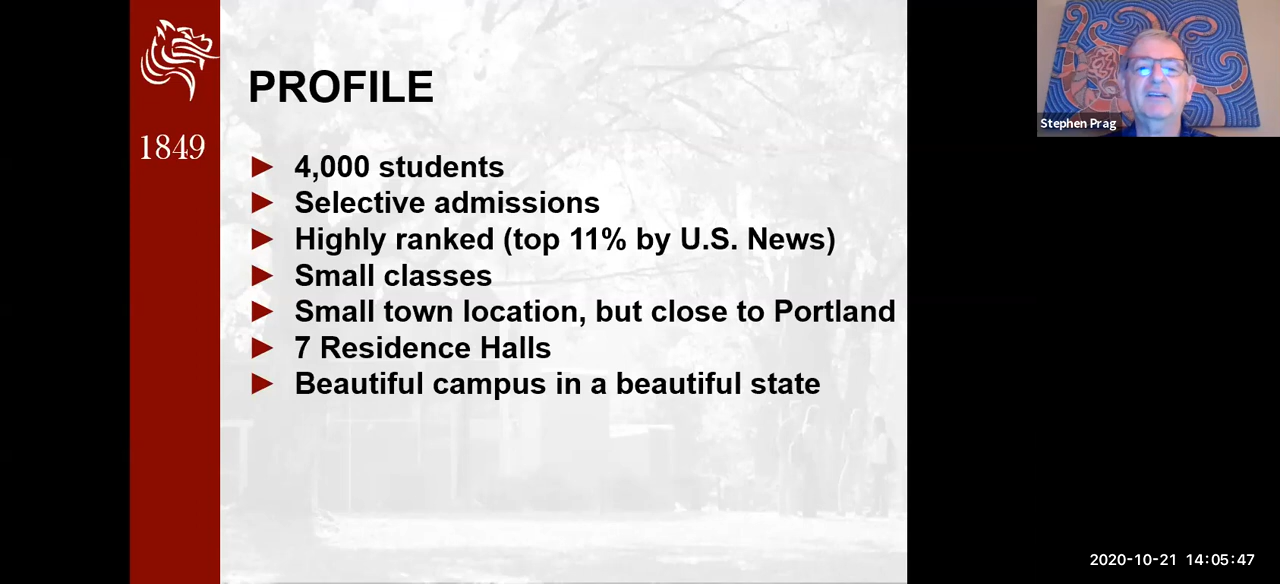 1849
PROFILE
► 4,000 students
► Selective admissions
► Highly ranked (top 11% by U.S. News)
► Small classes
► Small town location, but close to Portland
► 7 Residence Halls
► Beautiful campus in a beautiful state
Stephen Prag
2020-10-21 14:05:47